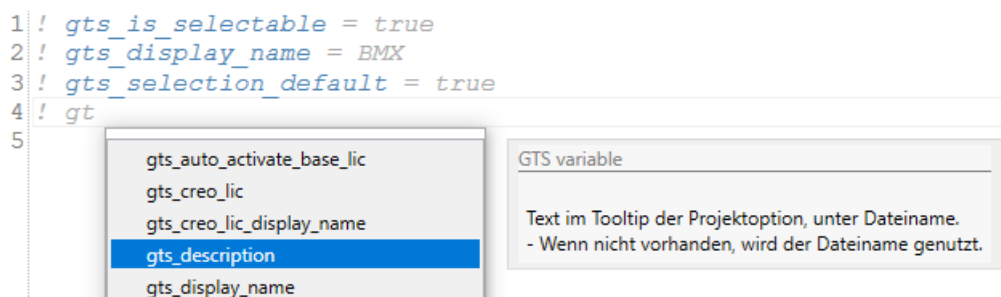 1 ! gts_is_selectable = true
2 ! gts_display_name = BMX
3 ! gts_selection_default = true
4 ! gt
5
gts_auto_activate_base_lic
gts_creo_lic
gts_creo_lic_display_name
gts_description
gts_display_name
GTS variable
Text im Tooltip der Projektoption, unter Dateiname.
- Wenn nicht vorhanden, wird der Dateiname genutzt.